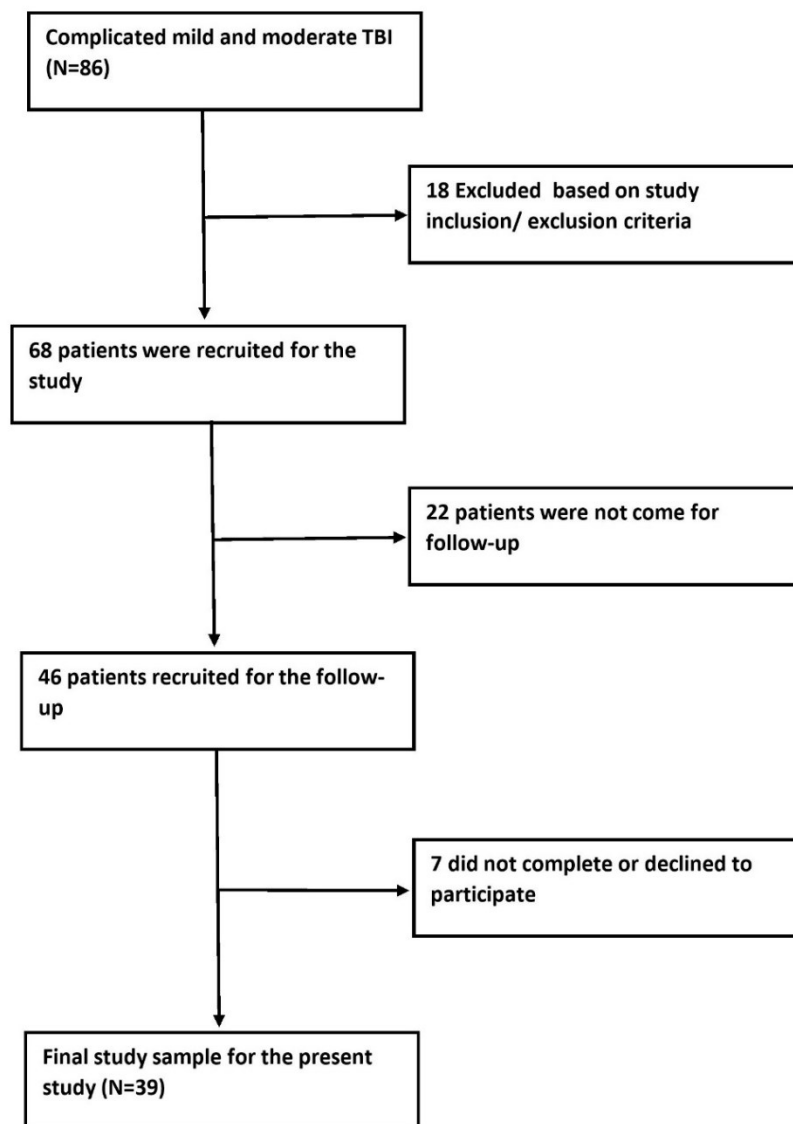 Complicated mild and moderate TBI
(N=86)
18 Excluded based on study
inclusion/ exclusion criteria
68 patients were recruited for the
study
22 patients were not come for
follow-up
46 patients recruited for the follow-
up
7 did not complete or declined to
participate
Final study sample for the present
study (N=39)